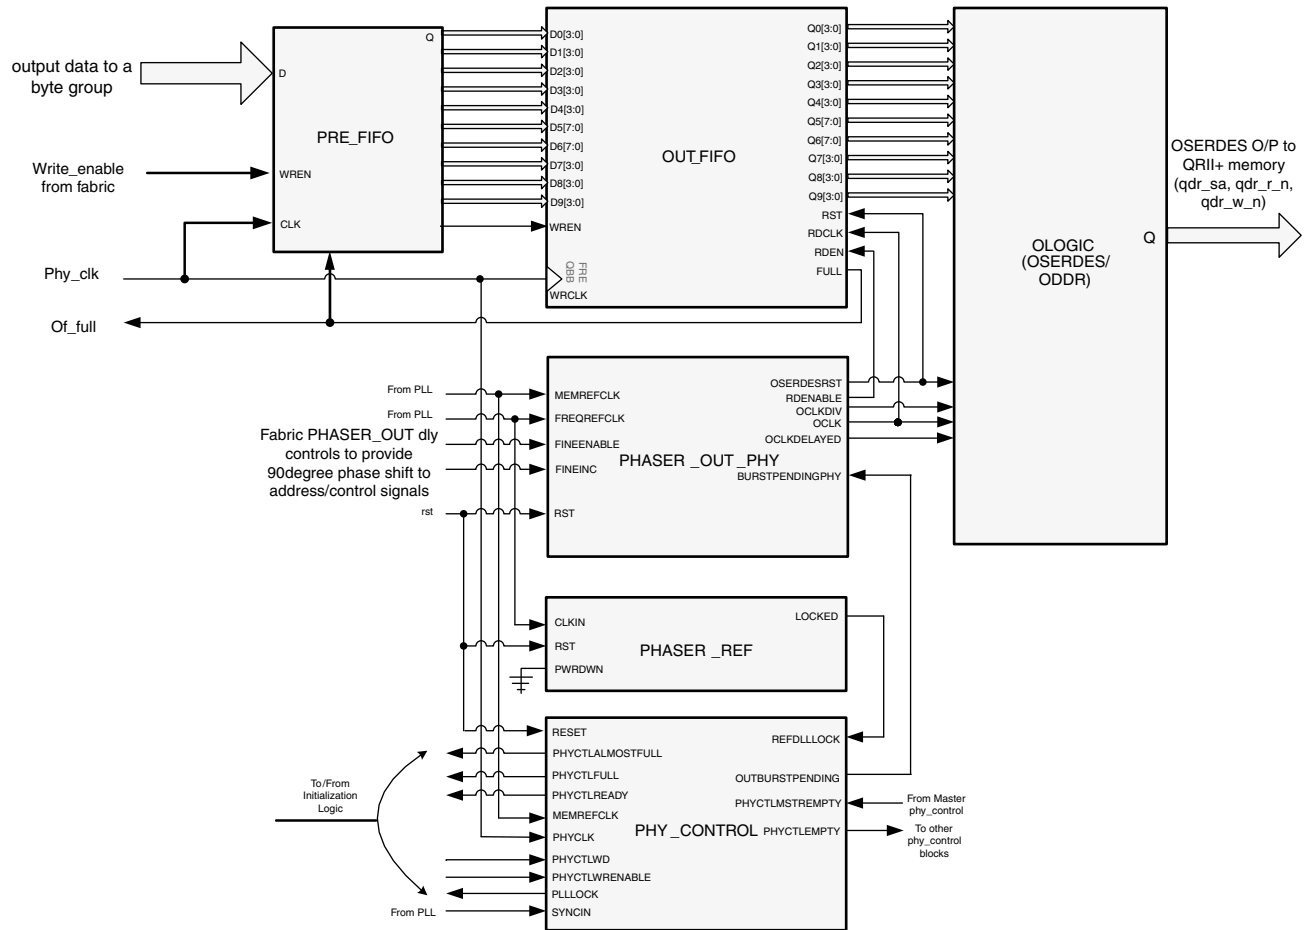 output data to a
byte group
Write_enable
from fabric
Phy_clk
Of_full
Q
D
PRE_FIFO
WREN
CLK
D0[3:0]
D1[3:0]
D2[3:0]
D3[3:0]
D4[3:0]
D5[7:0]
D6[7:0]
D7[3:0]
D8[3:0]
D9[3:0]
WREN
FRE
QBB
WRCLK
OUT_FIFO
Q0[3:0]
Q1[3:0]
Q2[3:0]
Q3[3:0]
Q4[3:0]
Q5[7:0]
Q6[7:0]
Q7[3:0]
Q8[3:0]
Q9[3:0]
RST
RDCLK
RDEN
FULL
OLOGIC
(OSERDES/
ODDR)
Q
OSERDES O/P to
QRII+ memory
(qdr_sa, qdr_r_n,
qdr_w_n)
From PLL
From PLL
Fabric PHASER_OUT dly
controls to provide
90degree phase shift to
address/control signals
rst
MEMREFCLK
FREQREFCLK
FINEENABLE
FINEINC
RST
PHASER _OUT _PHY
OSERDESRST
RDENABLE
OCLKDIV
OCLK
OCLKDELAYED
BURSTPENDINGPHY
CLKIN
RST
PWRDWN
PHASER _REF
LOCKED
RESET
PHYCTLALMOSTFULL
PHYCTLFULL
PHYCTLREADY
MEMREFCLK
PHYCLK
PHYCTLWD
PHYCTLWRENABLE
PLLLOCK
SYNCIN
PHY _CONTROL
REFDLLLOCK
OUTBURSTPENDING
PHYCTLMSTREMPTY
PHYCTLEMPTY
From Master
phy_control
To other
phy_control
blocks
To/From
Initialization
Logic
From PLL